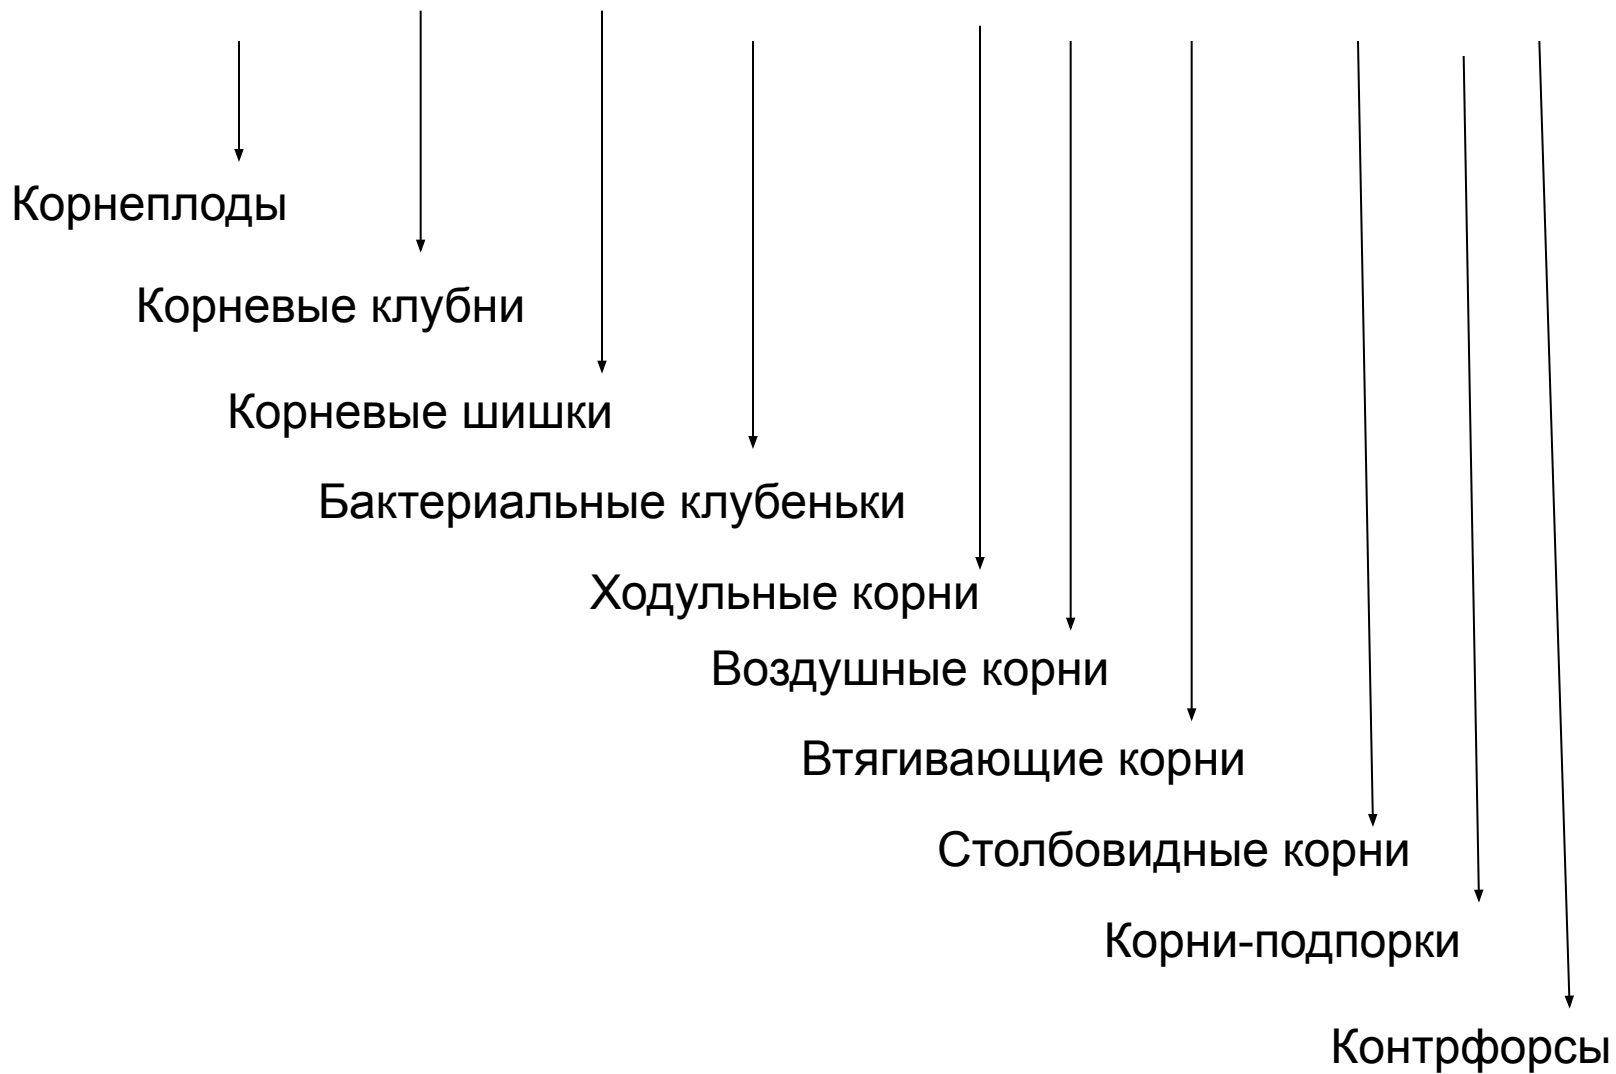 Корнеплоды
Корневые клубни
Корневые шишки
Бактериальные клубеньки
Ходульные корни
Воздушные корни
Втягивающие корни
Столбовидные корни
Корни-подпорки
Контрфорсы